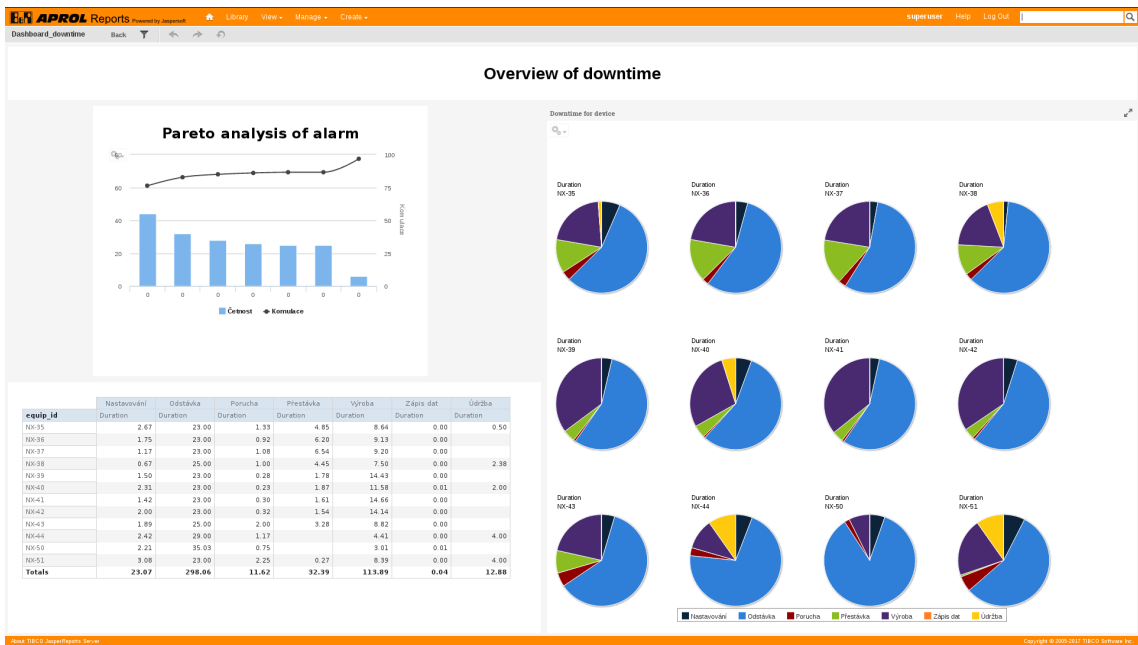 B&R APROL Reports Powered by Jaspersoft Library View Manage Create superuser Help Log Out
Dashboard_downtime Back
Overview of downtime
Pareto analysis of alarm
80 100
60 75
40 50
20 25
0 0
Komulace
0 0 0 0 0 0 0
Četnost Komulace
Nastavování Odstávka Porucha Přestávka Výroba Zápis dat Údržba
equip_id Duration Duration Duration Duration Duration Duration Duration
NX-35 2.67 23.00 1.33 4.85 8.64 0.00 0.50
NX-36 1.75 23.00 0.92 6.20 9.13 0.00
NX-37 1.17 23.00 1.08 6.54 9.20 0.00
NX-38 0.67 25.00 1.00 4.45 7.50 0.00 2.38
NX-39 1.50 23.00 0.28 1.78 14.43 0.00
NX-40 2.31 23.00 0.23 1.87 11.58 0.01 2.00
NX-41 1.42 23.00 0.30 1.61 14.66 0.00
NX-42 2.00 23.00 0.32 1.54 14.14 0.00
NX-43 1.89 25.00 2.00 3.28 8.82 0.00
NX-44 2.42 29.00 1.17 4.41 0.00 4.00
NX-50 2.21 35.03 0.75 3.01 0.01
NX-51 3.08 23.00 2.25 0.27 8.39 0.00 4.00
Totals 23.07 298.06 11.62 32.39 113.89 0.04 12.88
Downtime for device
Duration Duration Duration Duration
NX-35 NX-36 NX-37 NX-38
Duration Duration Duration Duration
NX-39 NX-40 NX-41 NX-42
Duration Duration Duration Duration
NX-43 NX-44 NX-50 NX-51
Nastavování Odstávka Porucha Přestávka Výroba Zápis dat Údržba
About TIBCO JasperReports Server Copyright © 2005-2017 TIBCO Software Inc.